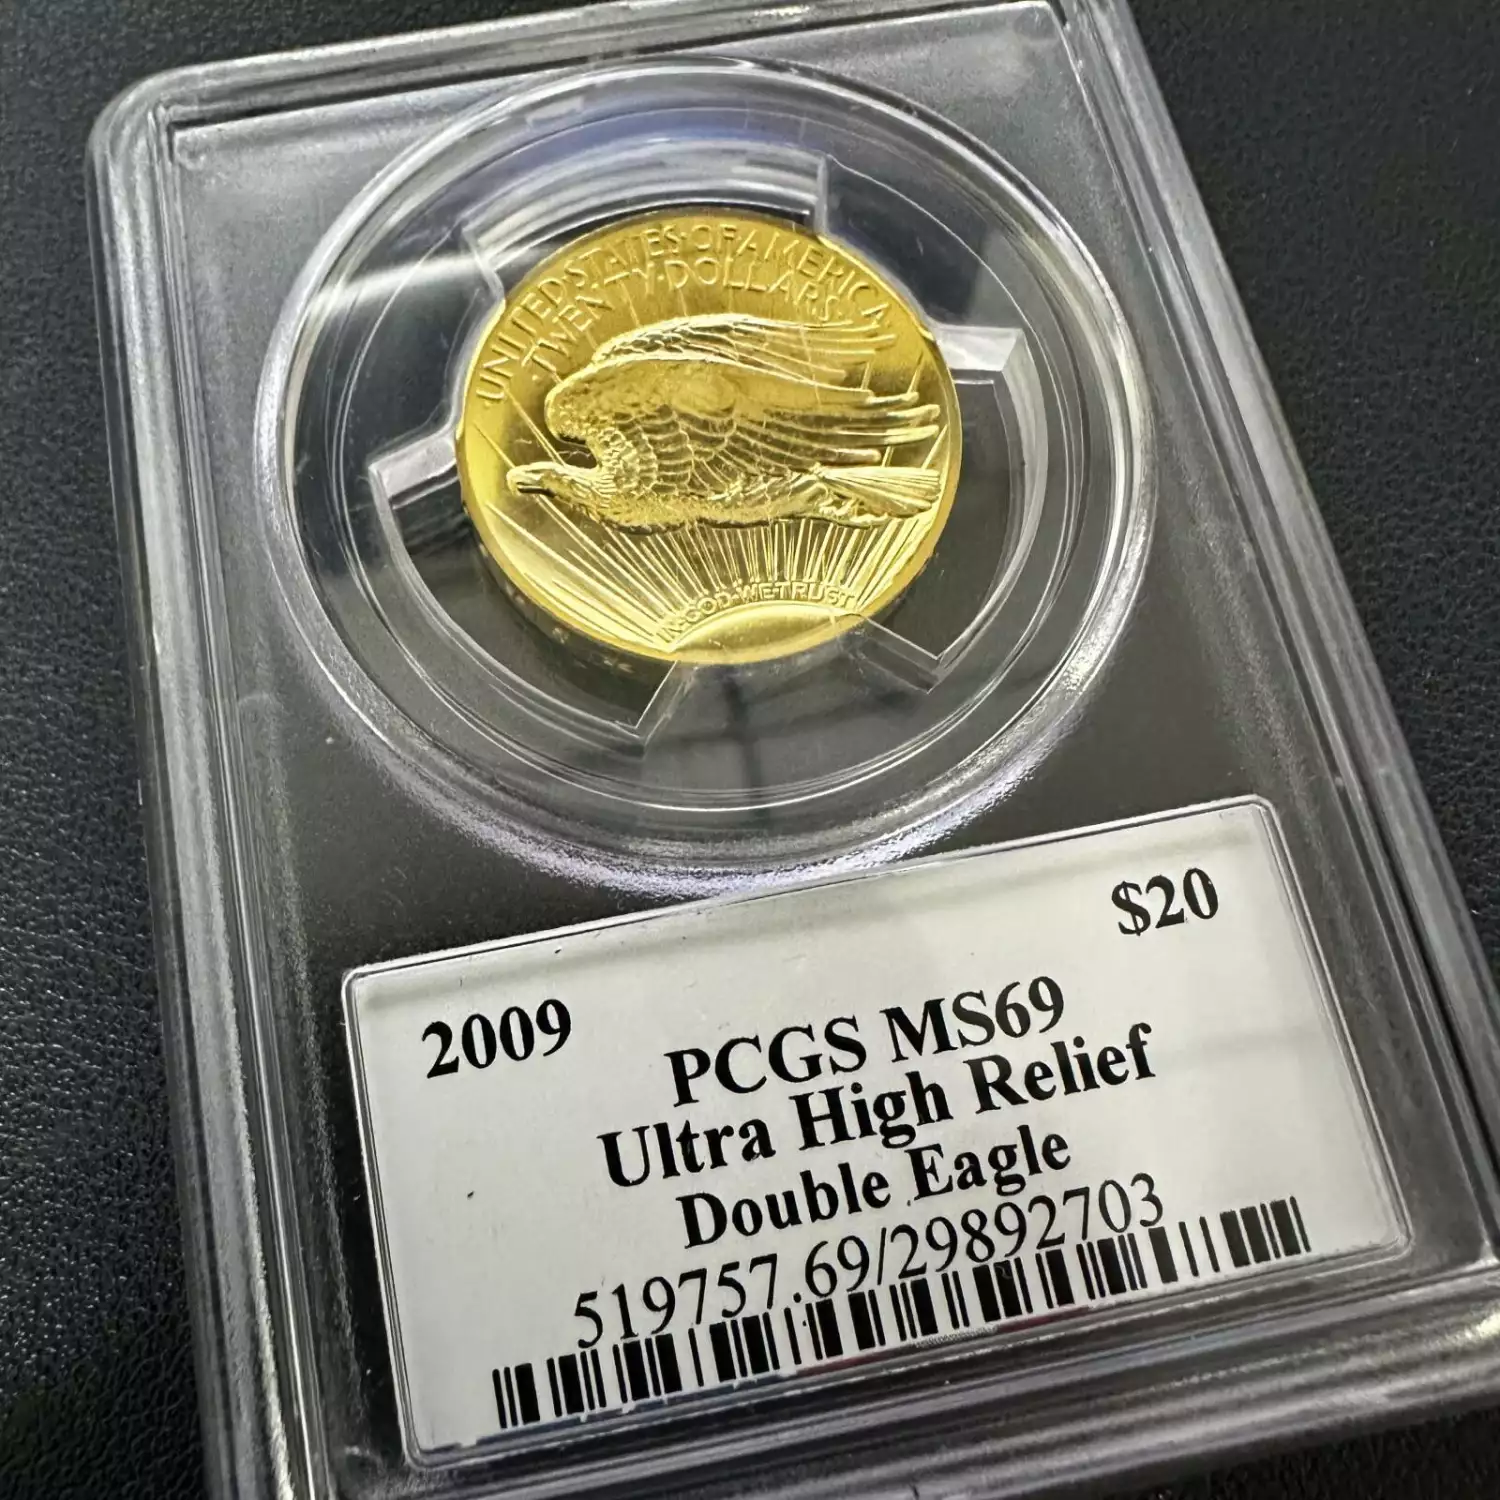 UNITED·STATES·OF·AMERICA
·TWENTY·DOLLARS·
IN·GOD·WE·TRUST
2009
$20
PCGS MS69
Ultra High Relief
Double Eagle
519757.69/29892703